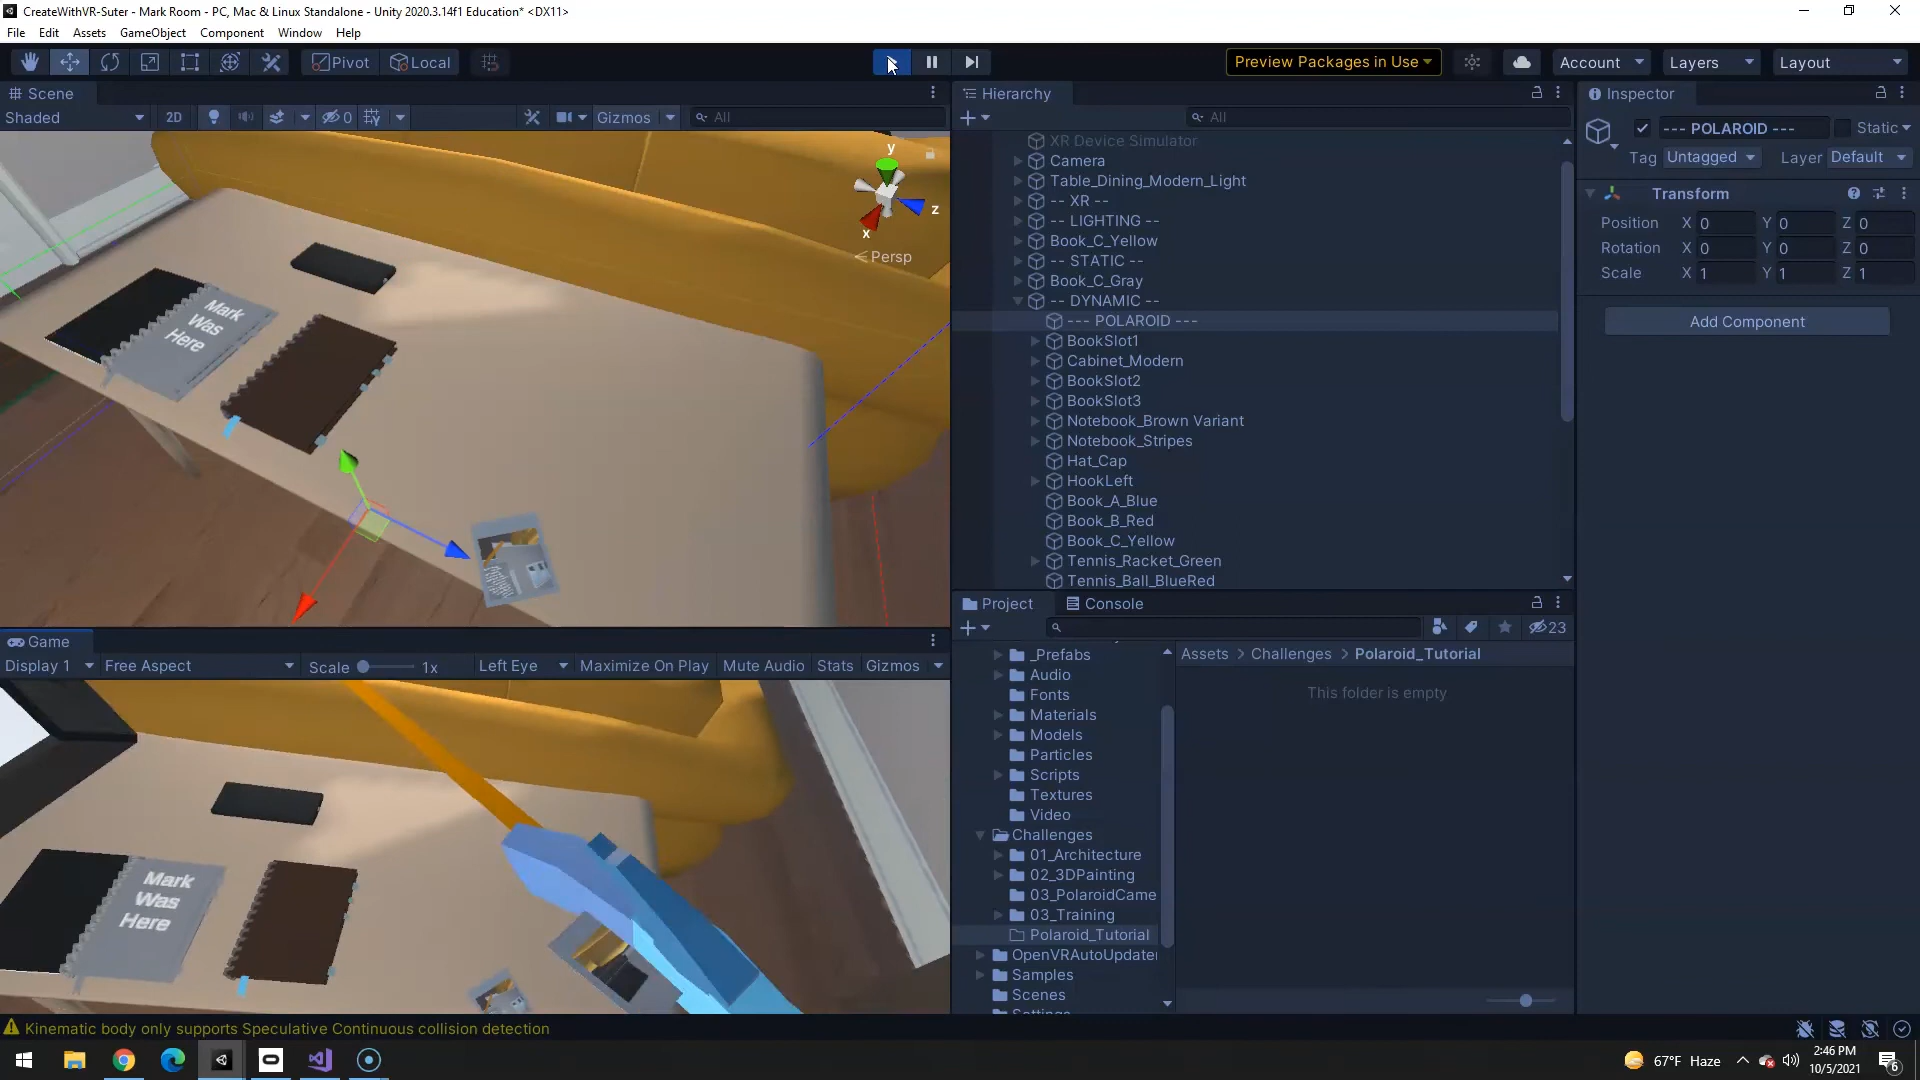 CreateWithVR-Suter - Mark Room - PC, Mac & Linux Standalone - Unity 2020.3.14f1 Education* <DX11>
File Edit Assets GameObject Component Window Help
Pivot Local Preview Packages in Use Account Layers Layout
Scene
Shaded 2D 0 Gizmos All
y
z
x
Persp
Mark
Was
Here
Game
Display 1 Free Aspect Scale 1x Left Eye Maximize On Play Mute Audio Stats Gizmos
Mark
Was
Here
Hierarchy
All
XR Device Simulator
Camera
Table_Dining_Modern_Light
-- XR --
-- LIGHTING --
Book_C_Yellow
-- STATIC --
Book_C_Gray
-- DYNAMIC --
--- POLAROID ---
BookSlot1
Cabinet_Modern
BookSlot2
BookSlot3
Notebook_Brown Variant
Notebook_Stripes
Hat_Cap
HookLeft
Book_A_Blue
Book_B_Red
Book_C_Yellow
Tennis_Racket_Green
Tennis_Ball_BlueRed
Project Console
23
_Prefabs
Audio
Fonts
Materials
Models
Particles
Scripts
Textures
Video
Challenges
01_Architecture
02_3DPainting
03_PolaroidCame
03_Training
Polaroid_Tutorial
OpenVRAutoUpdate
Samples
Scenes
Assets > Challenges > Polaroid_Tutorial
This folder is empty
Inspector
--- POLAROID --- Static
Tag Untagged Layer Default
Transform
Position X 0 Y 0 Z 0
Rotation X 0 Y 0 Z 0
Scale X 1 Y 1 Z 1
Add Component
Kinematic body only supports Speculative Continuous collision detection
67°F Haze
2:46 PM
10/5/2021
6